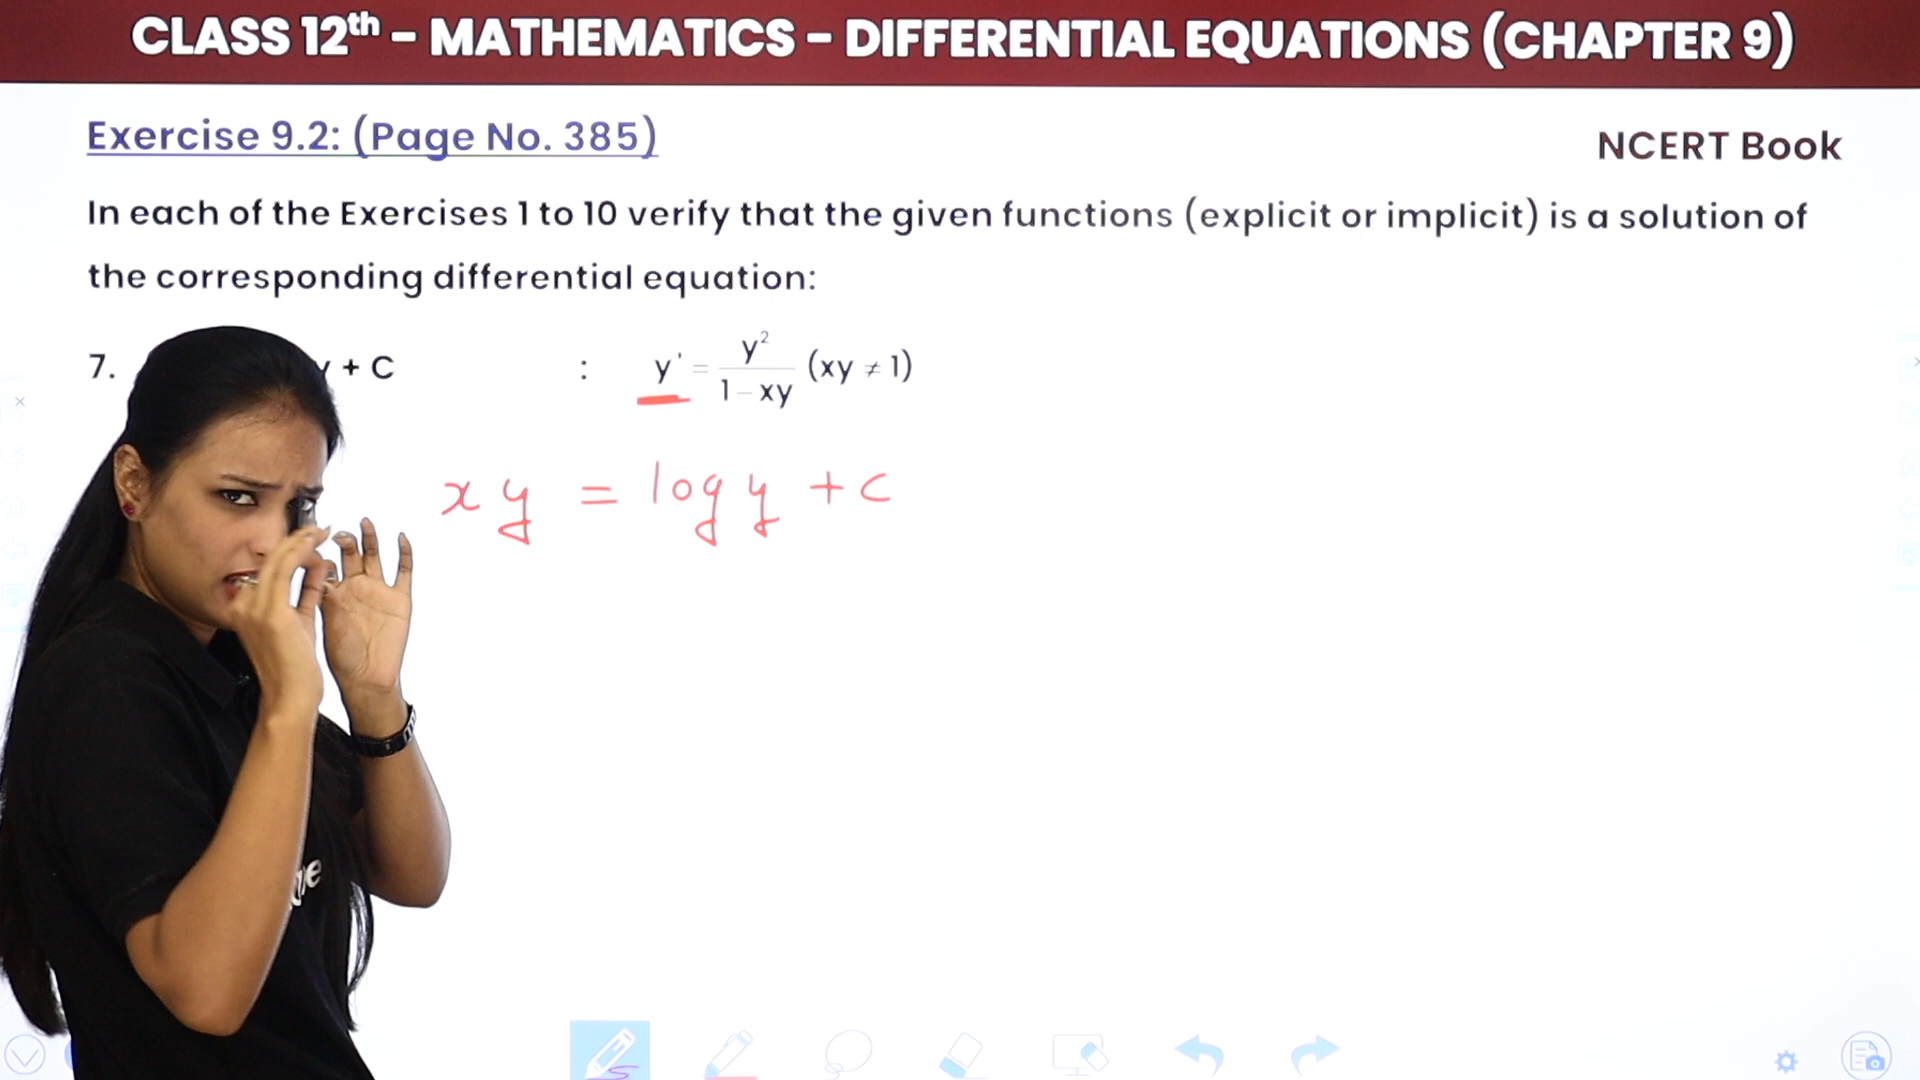 CLASS 12th - MATHEMATICS - DIFFERENTIAL EQUATIONS (CHAPTER 9)
Exercise 9.2: (Page No. 385)
NCERT Book
In each of the Exercises 1 to 10 verify that the given functions (explicit or implicit) is a solution of
the corresponding differential equation:
7. + C : y' = y²/(1 – xy) (xy ≠ 1)
xy = log y + c